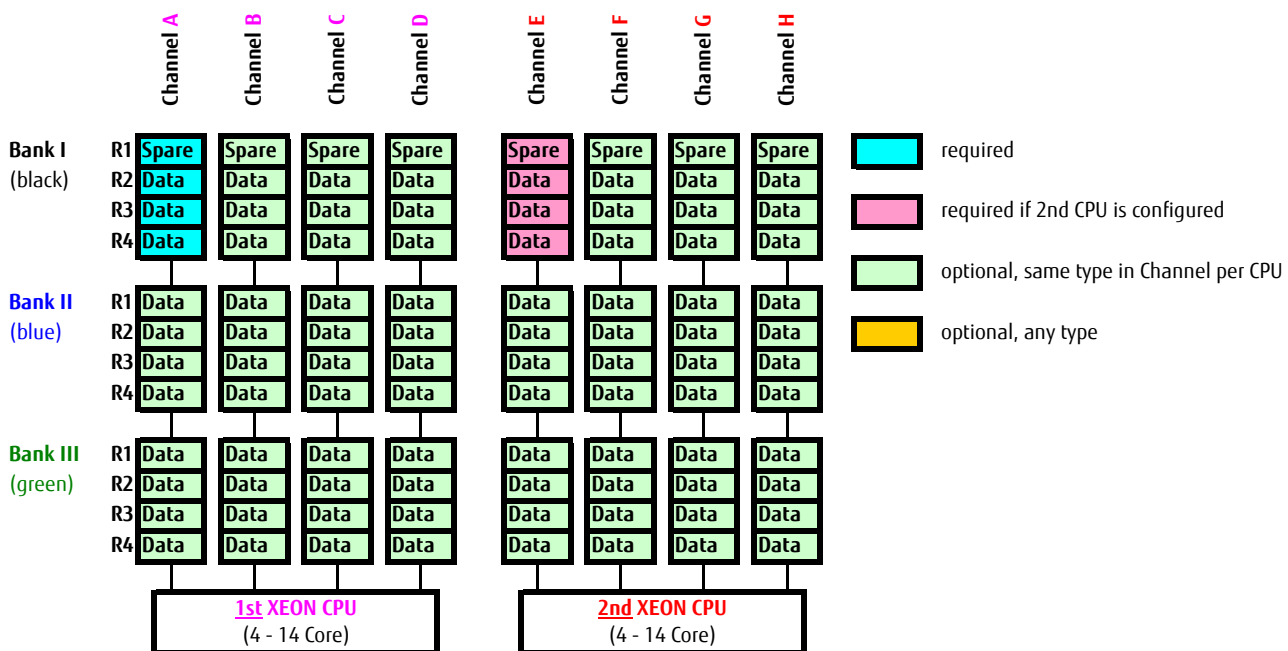 Channel A Channel B Channel C Channel D Channel E Channel F Channel G Channel H
Bank I R1 Spare Spare Spare Spare Spare Spare Spare Spare required
(black) R2 Data Data Data Data Data Data Data Data
R3 Data Data Data Data Data Data Data Data required if 2nd CPU is configured
R4 Data Data Data Data Data Data Data Data
optional, same type in Channel per CPU
Bank II R1 Data Data Data Data Data Data Data Data
(blue) R2 Data Data Data Data Data Data Data Data optional, any type
R3 Data Data Data Data Data Data Data Data
R4 Data Data Data Data Data Data Data Data
Bank III R1 Data Data Data Data Data Data Data Data
(green) R2 Data Data Data Data Data Data Data Data
R3 Data Data Data Data Data Data Data Data
R4 Data Data Data Data Data Data Data Data
1st XEON CPU 2nd XEON CPU
(4 - 14 Core) (4 - 14 Core)